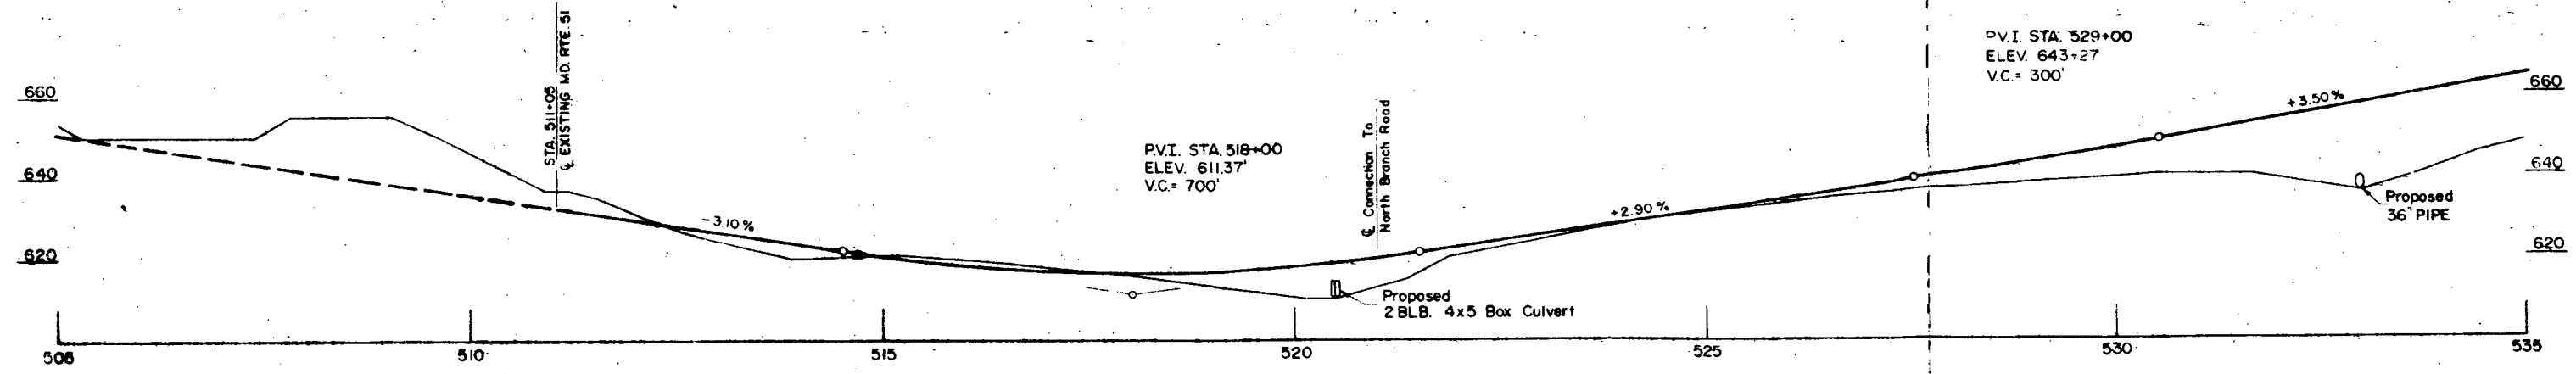 STA. 511+05
℄ EXISTING MD. RTE. 51
P.V.I. STA. 529+00
ELEV. 643+27
V.C.= 300'
660
660
+3.50%
℄ Connection To
North Branch Road
P.V.I. STA. 518+00
ELEV. 611.37'
V.C.= 700'
640
640
-3.10%
+2.90%
Proposed
36" PIPE
620
620
Proposed
2 BLB. 4x5 Box Culvert
510
515
520
525
530
535